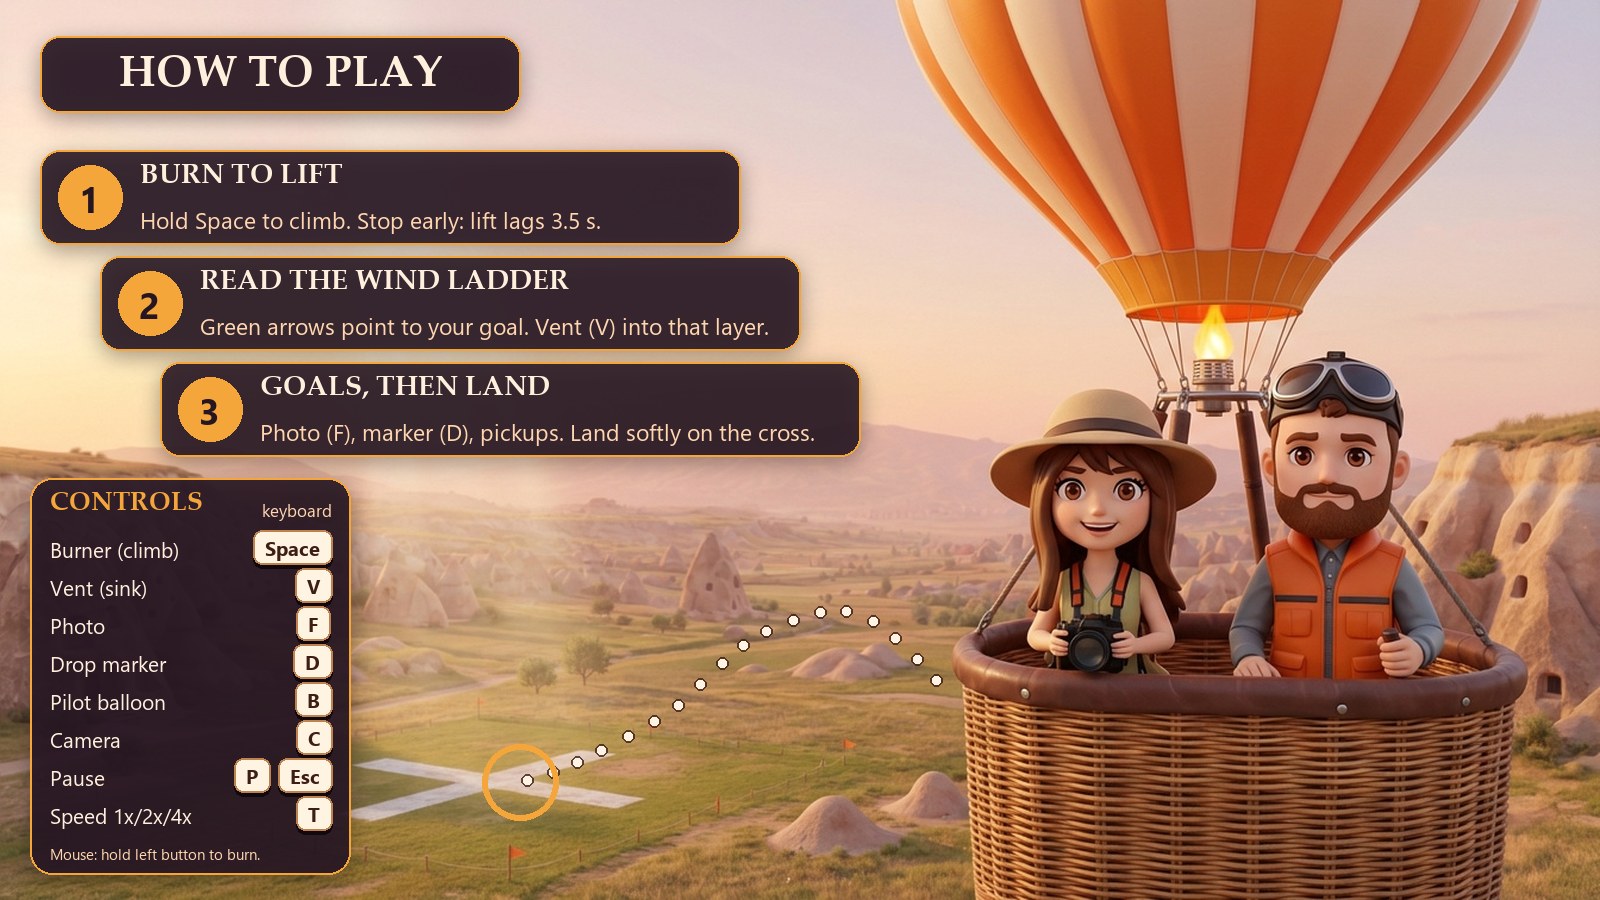 HOW TO PLAY
1
BURN TO LIFT
Hold Space to climb. Stop early: lift lags 3.5 s.
2
READ THE WIND LADDER
Green arrows point to your goal. Vent (V) into that layer.
3
GOALS, THEN LAND
Photo (F), marker (D), pickups. Land softly on the cross.
CONTROLS keyboard
Burner (climb) Space
Vent (sink) V
Photo F
Drop marker D
Pilot balloon B
Camera C
Pause P Esc
Speed 1x/2x/4x T
Mouse: hold left button to burn.